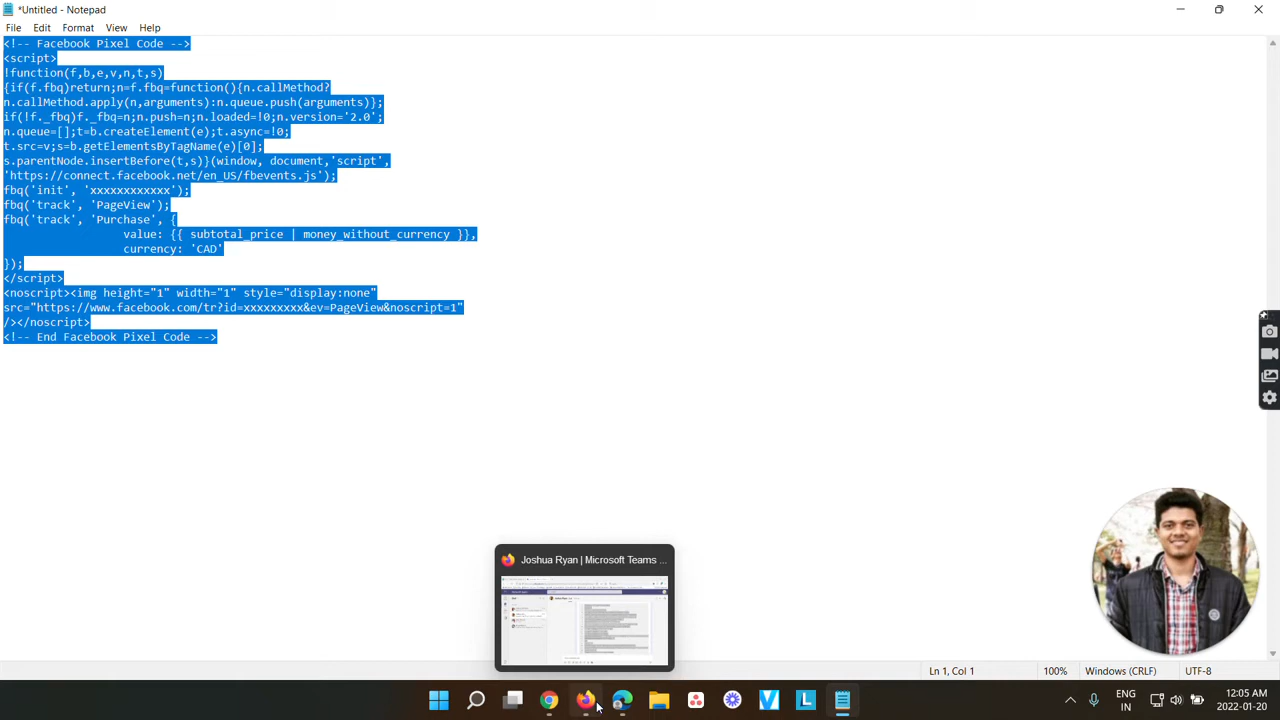 *Untitled - Notepad
File Edit Format View Help
<!-- Facebook Pixel Code -->
<script>
!function(f,b,e,v,n,t,s)
{if(f.fbq)return;n=f.fbq=function(){n.callMethod?
n.callMethod.apply(n,arguments):n.queue.push(arguments)};
if(!f._fbq)f._fbq=n;n.push=n;n.loaded=!0;n.version='2.0';
n.queue=[];t=b.createElement(e);t.async=!0;
t.src=v;s=b.getElementsByTagName(e)[0];
s.parentNode.insertBefore(t,s)}(window, document,'script',
'https://connect.facebook.net/en_US/fbevents.js');
fbq('init', 'xxxxxxxxxxxx');
fbq('track', 'PageView');
fbq('track', 'Purchase', {
value: {{ subtotal_price | money_without_currency }},
currency: 'CAD'
});
</script>
<noscript><img height="1" width="1" style="display:none"
src="https://www.facebook.com/tr?id=xxxxxxxxx&ev=PageView&noscript=1"
/></noscript>
<!-- End Facebook Pixel Code -->
Joshua Ryan | Microsoft Teams ...
Ln 1, Col 1 100% Windows (CRLF) UTF-8
ENG
IN
12:05 AM
2022-01-20